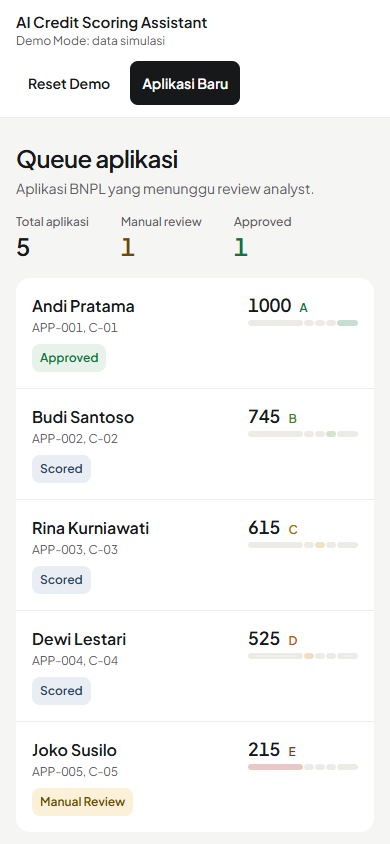 AI Credit Scoring Assistant
Demo Mode: data simulasi
Reset Demo Aplikasi Baru
Queue aplikasi
Aplikasi BNPL yang menunggu review analyst.
Total aplikasi Manual review Approved
5 1 1
Andi Pratama 1000 A
APP-001, C-01
Approved
Budi Santoso 745 B
APP-002, C-02
Scored
Rina Kurniawati 615 C
APP-003, C-03
Scored
Dewi Lestari 525 D
APP-004, C-04
Scored
Joko Susilo 215 E
APP-005, C-05
Manual Review